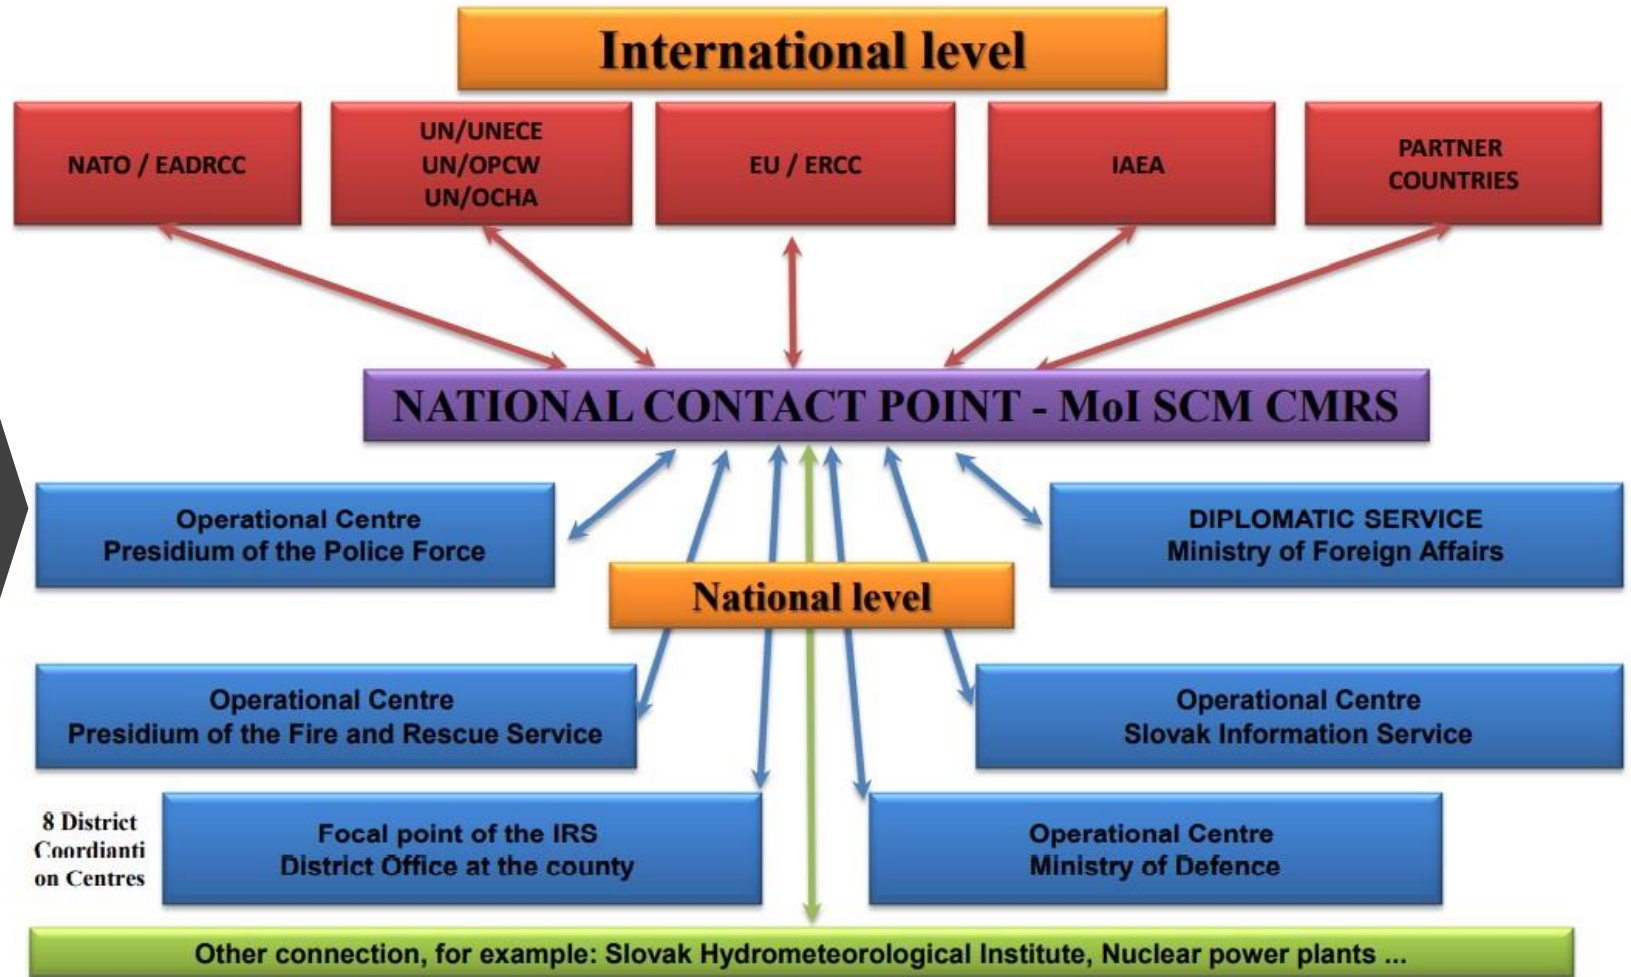 International level
NATO / EADRCC
UN/UNECE
UN/OPCW
UN/OCHA
EU / ERCC
IAEA
PARTNER
COUNTRIES
NATIONAL CONTACT POINT - MoI SCM CMRS
Operational Centre
Presidium of the Police Force
DIPLOMATIC SERVICE
Ministry of Foreign Affairs
National level
Operational Centre
Presidium of the Fire and Rescue Service
Operational Centre
Slovak Information Service
8 District
Coordianti
on Centres
Focal point of the IRS
District Office at the county
Operational Centre
Ministry of Defence
Other connection, for example: Slovak Hydrometeorological Institute, Nuclear power plants ...